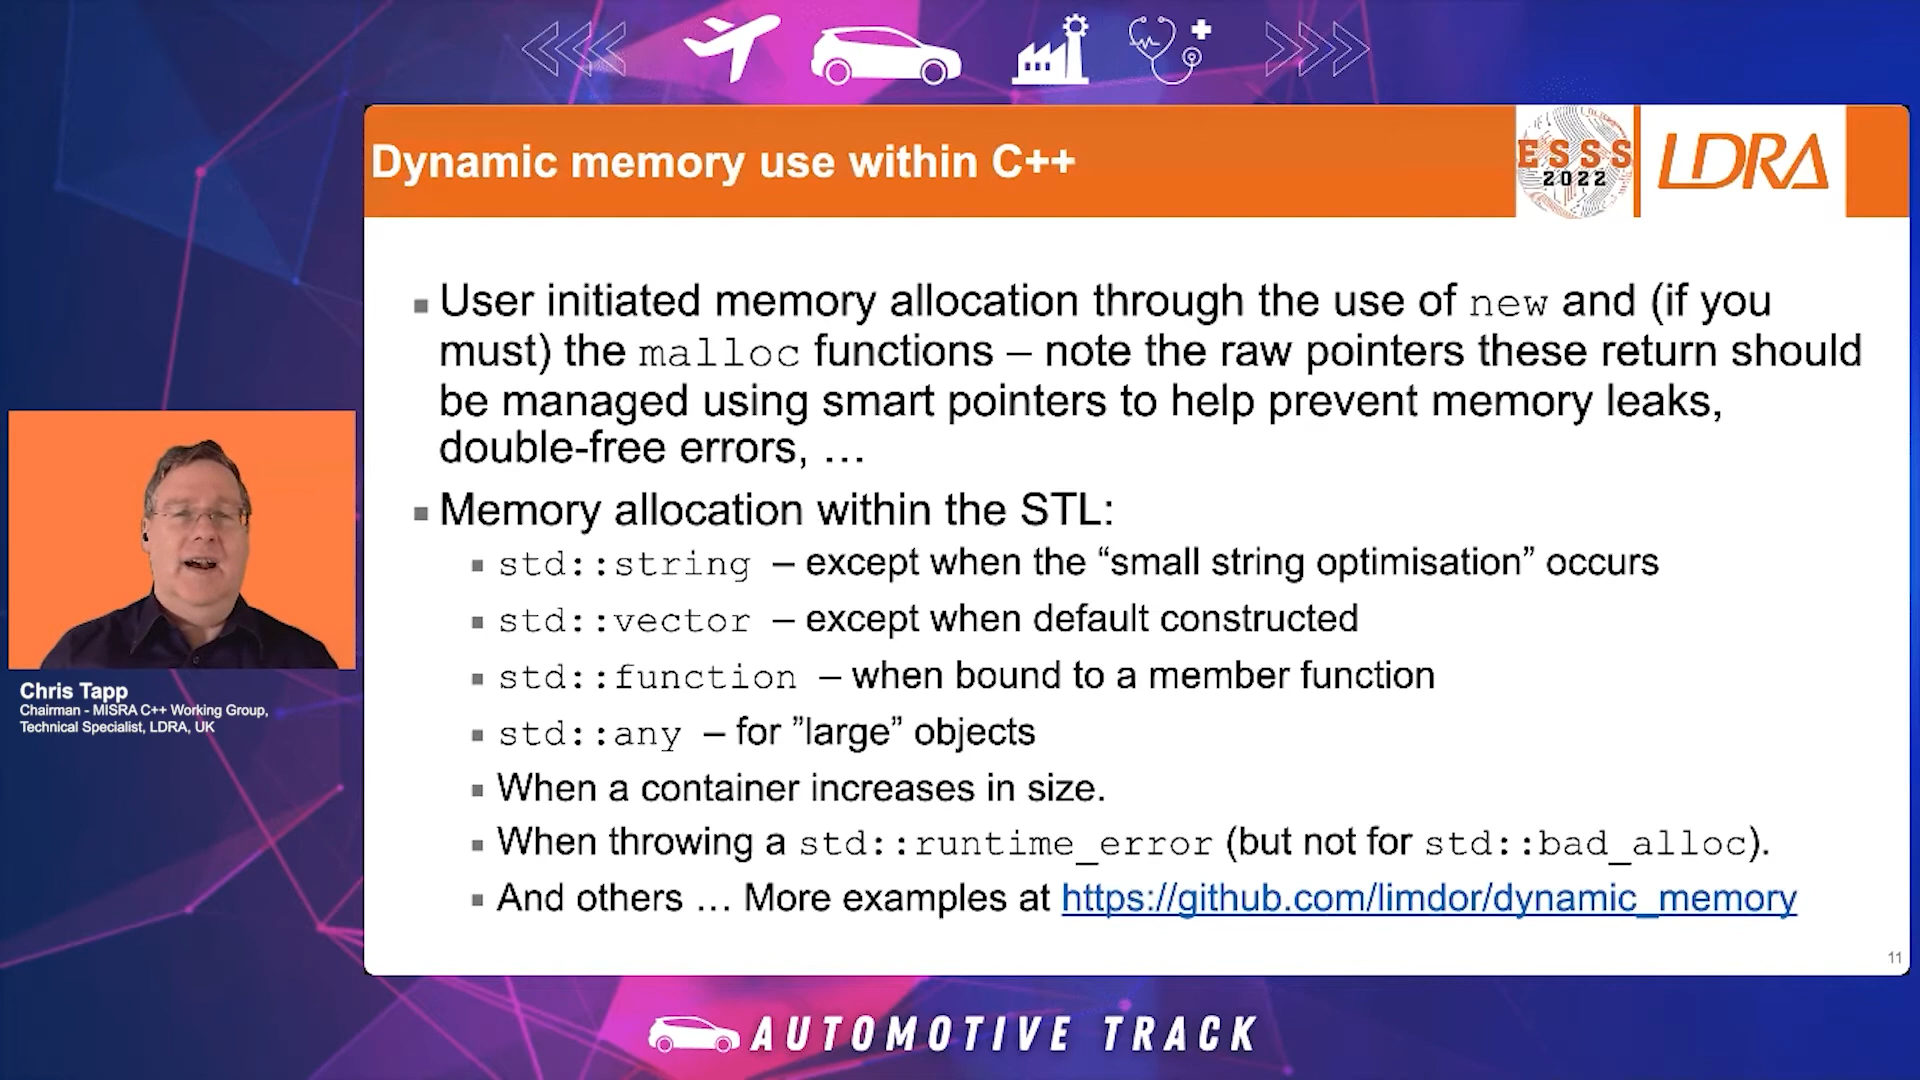 Dynamic memory use within C++
ESSS
2022
LDRA
User initiated memory allocation through the use of new and (if you
must) the malloc functions – note the raw pointers these return should
be managed using smart pointers to help prevent memory leaks,
double-free errors, …
Memory allocation within the STL:
std::string – except when the “small string optimisation” occurs
std::vector – except when default constructed
std::function – when bound to a member function
std::any – for ”large” objects
When a container increases in size.
When throwing a std::runtime_error (but not for std::bad_alloc).
And others … More examples at https://github.com/limdor/dynamic_memory
11
Chris Tapp
Chairman - MISRA C++ Working Group,
Technical Specialist, LDRA, UK
AUTOMOTIVE TRACK